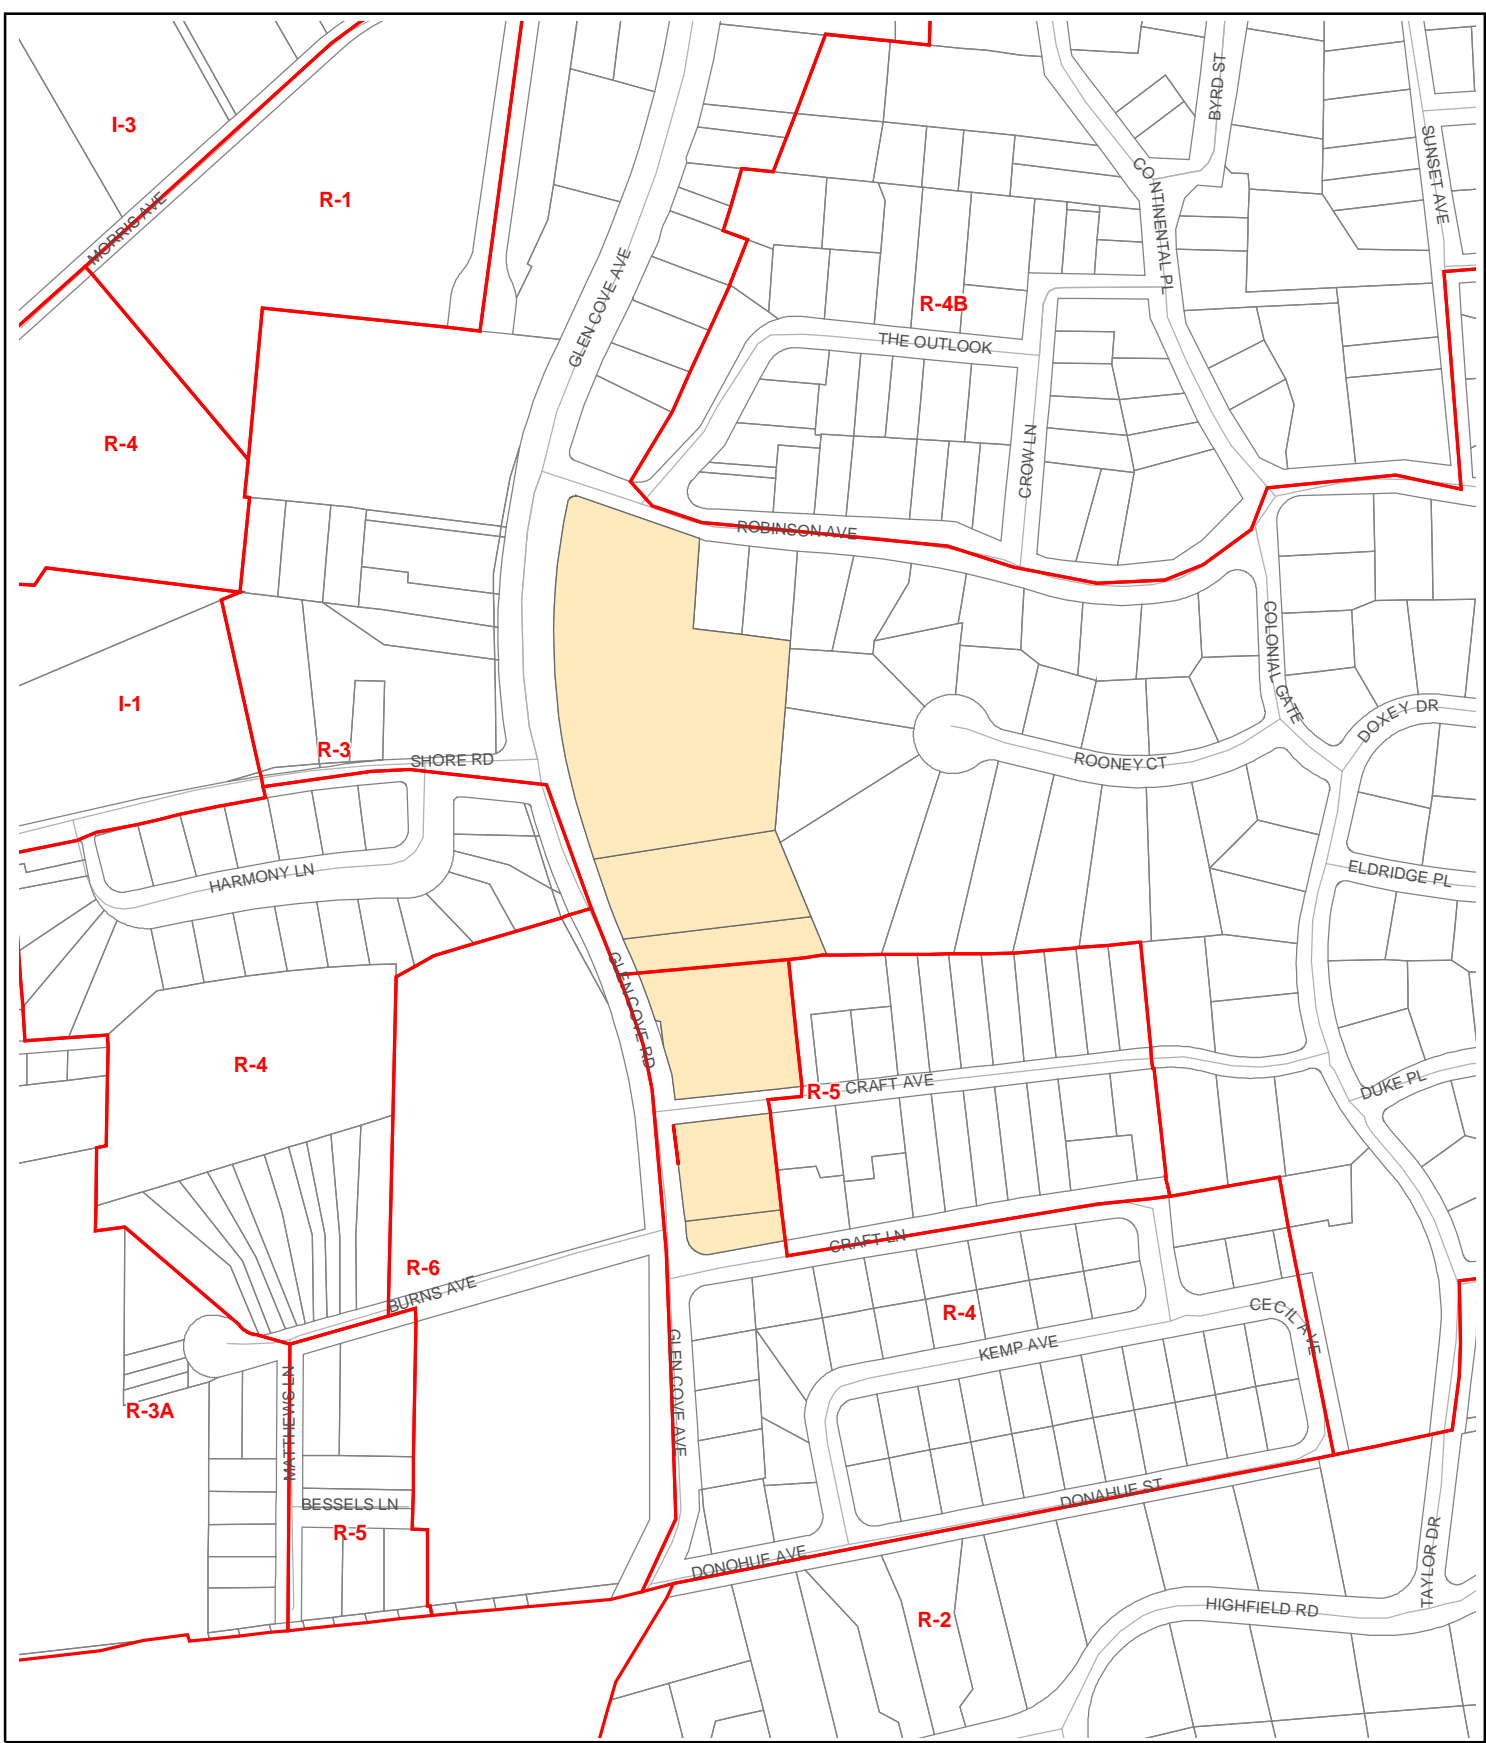 I-3
BYRD ST
SUNSET AVE
CONTINENTAL PL
R-1
MORRIS AVE
GLEN COVE AVE
R-4B
THE OUTLOOK
R-4
CROW LN
ROBINSON AVE
COLONIAL GATE
I-1
DOXEY DR
R-3
SHORE RD
ROONEY CT
HARMONY LN
ELDRIDGE PL
GLEN COVE RD
R-4
R-5
CRAFT AVE
DUKE PL
CRAFT LN
R-6
BURNS AVE
R-4
CECIL AVE
KEMP AVE
GLEN COVE AVE
R-3A
MATTHEWS LN
DONAHUE ST
BESSELS LN
R-5
DONOHUE AVE
TAYLOR DR
HIGHFIELD RD
R-2